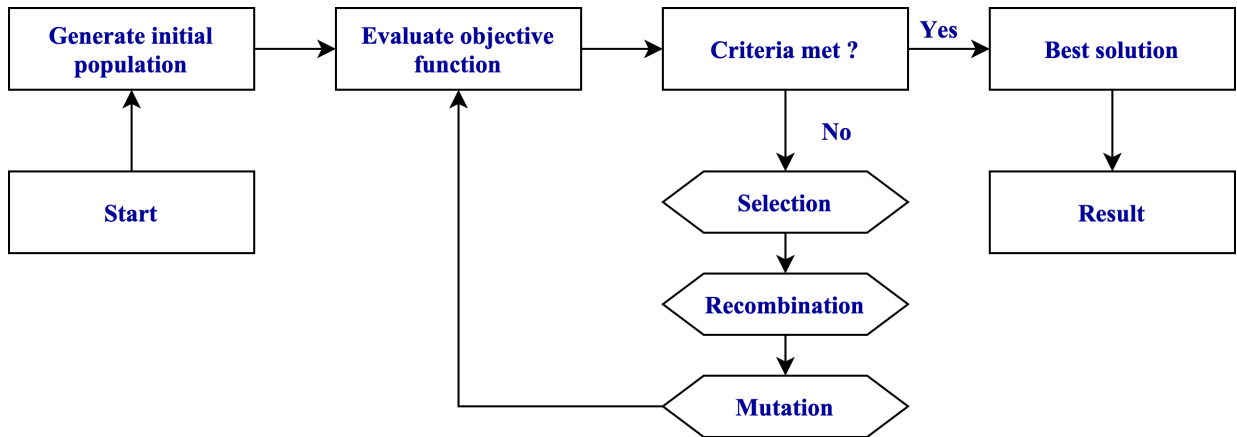 Generate initial
population
Evaluate objective
function
Criteria met ?
Yes
Best solution
No
Start
Selection
Result
Recombination
Mutation